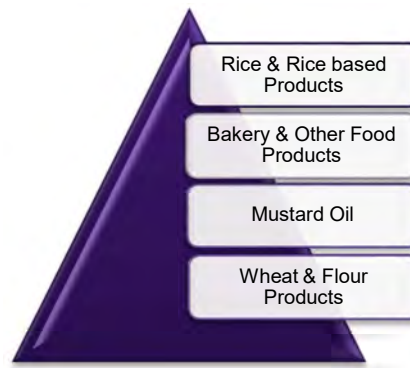 Rice & Rice based
Products
Bakery & Other Food
Products
Mustard Oil
Wheat & Flour
Products